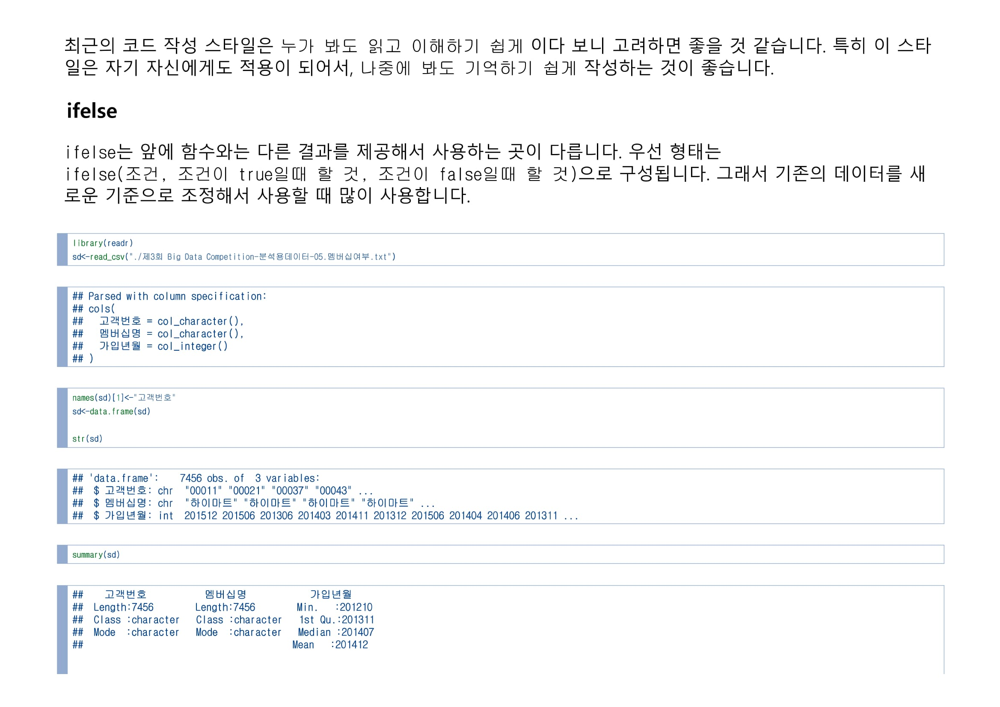 최근의 코드 작성 스타일은 누가 봐도 읽고 이해하기 쉽게 이다 보니 고려하면 좋을 것 같습니다. 특히 이 스타
일은 자기 자신에게도 적용이 되어서, 나중에 봐도 기억하기 쉽게 작성하는 것이 좋습니다.
ifelse
ifelse는 앞에 함수와는 다른 결과를 제공해서 사용하는 곳이 다릅니다. 우선 형태는
ifelse(조건, 조건이 true일때 할 것, 조건이 false일때 할 것)으로 구성됩니다. 그래서 기존의 데이터를 새
로운 기준으로 조정해서 사용할 때 많이 사용합니다.
library(readr)
sd<-read_csv("./제3회 Big Data Competition-분석용데이터-05.멤버십여부.txt")
## Parsed with column specification:
## cols(
##   고객번호 = col_character(),
##   멤버십명 = col_character(),
##   가입년월 = col_integer()
## )
names(sd)[1]<-"고객번호"
sd<-data.frame(sd)
str(sd)
## 'data.frame':    7456 obs. of  3 variables:
##  $ 고객번호: chr  "00011" "00021" "00037" "00043" ...
##  $ 멤버십명: chr  "하이마트" "하이마트" "하이마트" "하이마트" ...
##  $ 가입년월: int  201512 201506 201306 201403 201411 201312 201506 201404 201406 201311 ...
summary(sd)
##    고객번호           멤버십명            가입년월
##  Length:7456        Length:7456        Min.   :201210
##  Class :character   Class :character   1st Qu.:201311
##  Mode  :character   Mode  :character   Median :201407
##                                        Mean   :201412